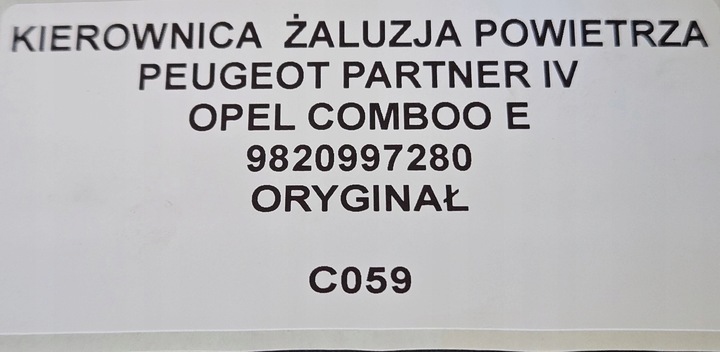 KIEROWNICA ŻALUZJA POWIETRZA
PEUGEOT PARTNER IV
OPEL COMBOO E
9820997280
ORYGINAŁ
C059